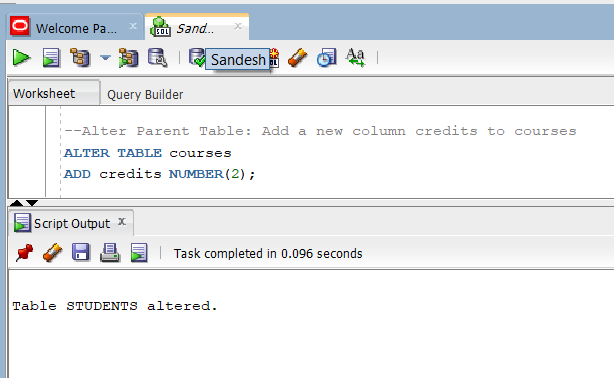 Welcome Pa...
Sand...
Sandesh
Worksheet
Query Builder
--Alter Parent Table: Add a new column credits to courses
ALTER TABLE courses
ADD credits NUMBER(2);
Script Output
Task completed in 0.096 seconds
Table STUDENTS altered.